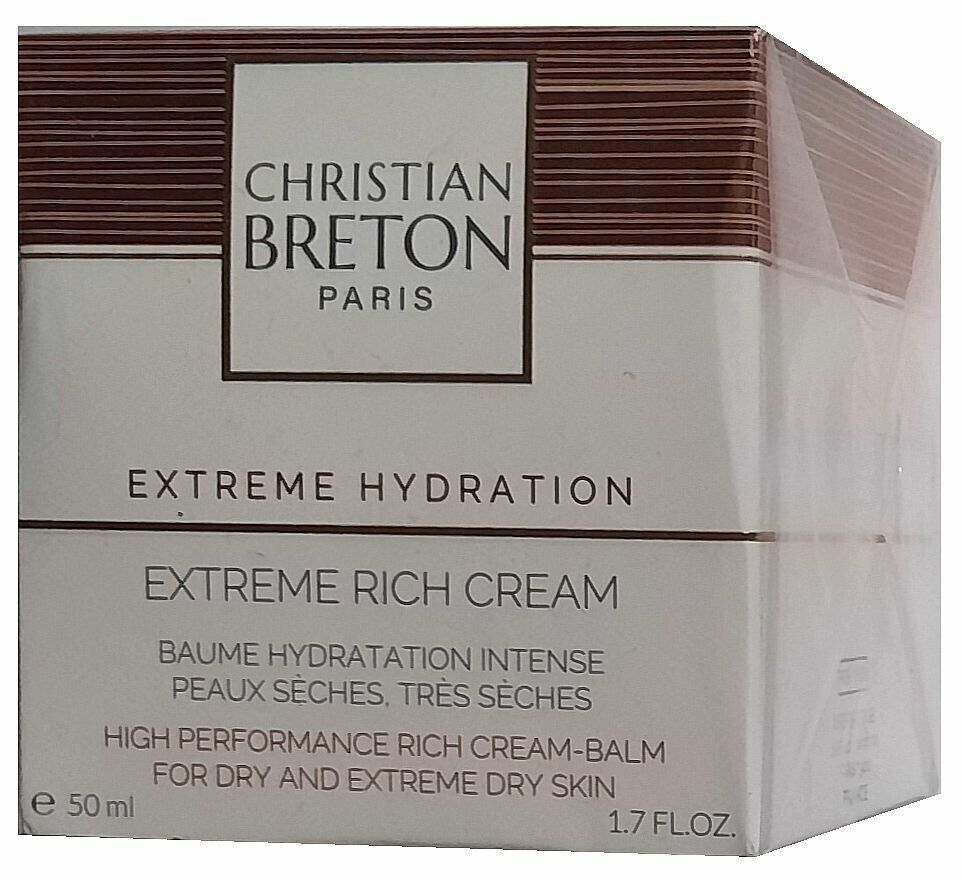 CHRISTIAN
BRETON
PARIS
EXTREME HYDRATION
EXTREME RICH CREAM
BAUME HYDRATATION INTENSE
PEAUX SÈCHES, TRÈS SÈCHES
HIGH PERFORMANCE RICH CREAM-BALM
FOR DRY AND EXTREME DRY SKIN
℮ 50 ml
1.7 FL.OZ.